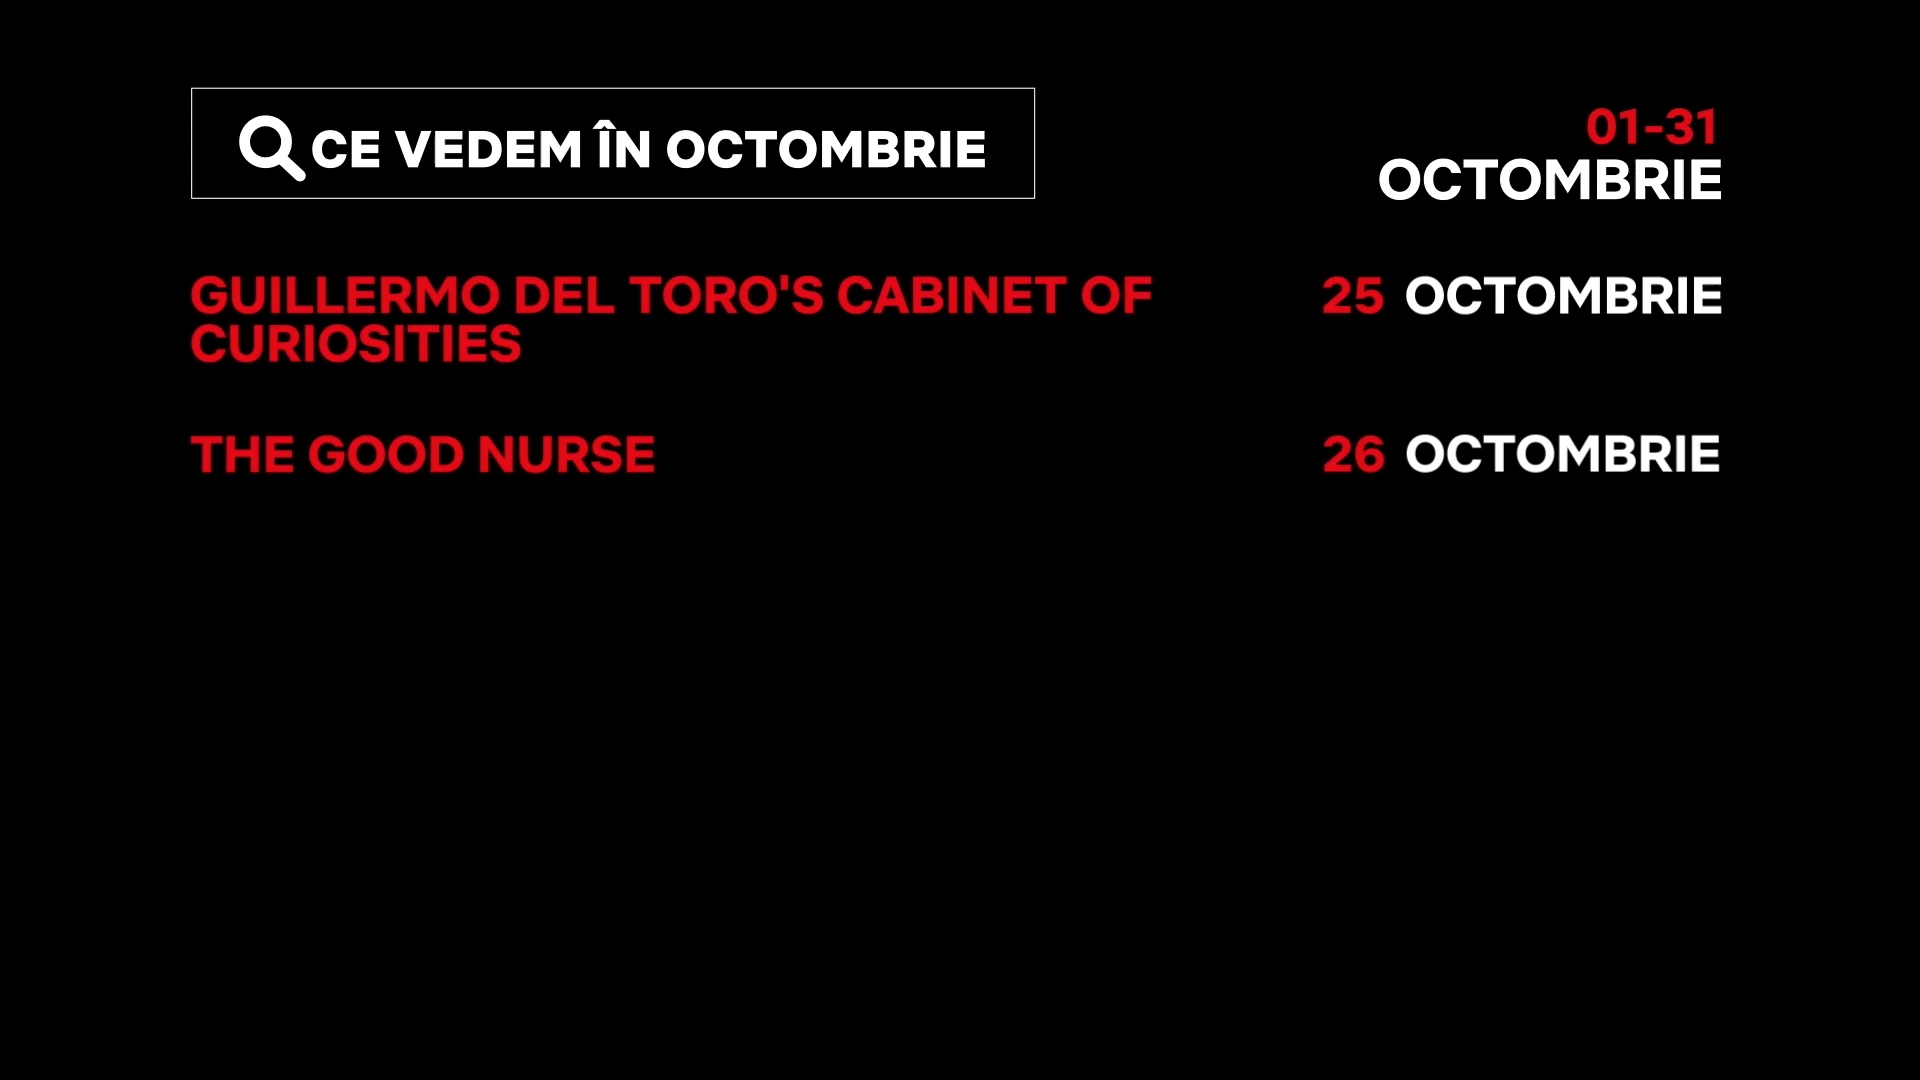 CE VEDEM ÎN OCTOMBRIE
01-31
OCTOMBRIE
GUILLERMO DEL TORO'S CABINET OF
CURIOSITIES
25 OCTOMBRIE
THE GOOD NURSE
26 OCTOMBRIE